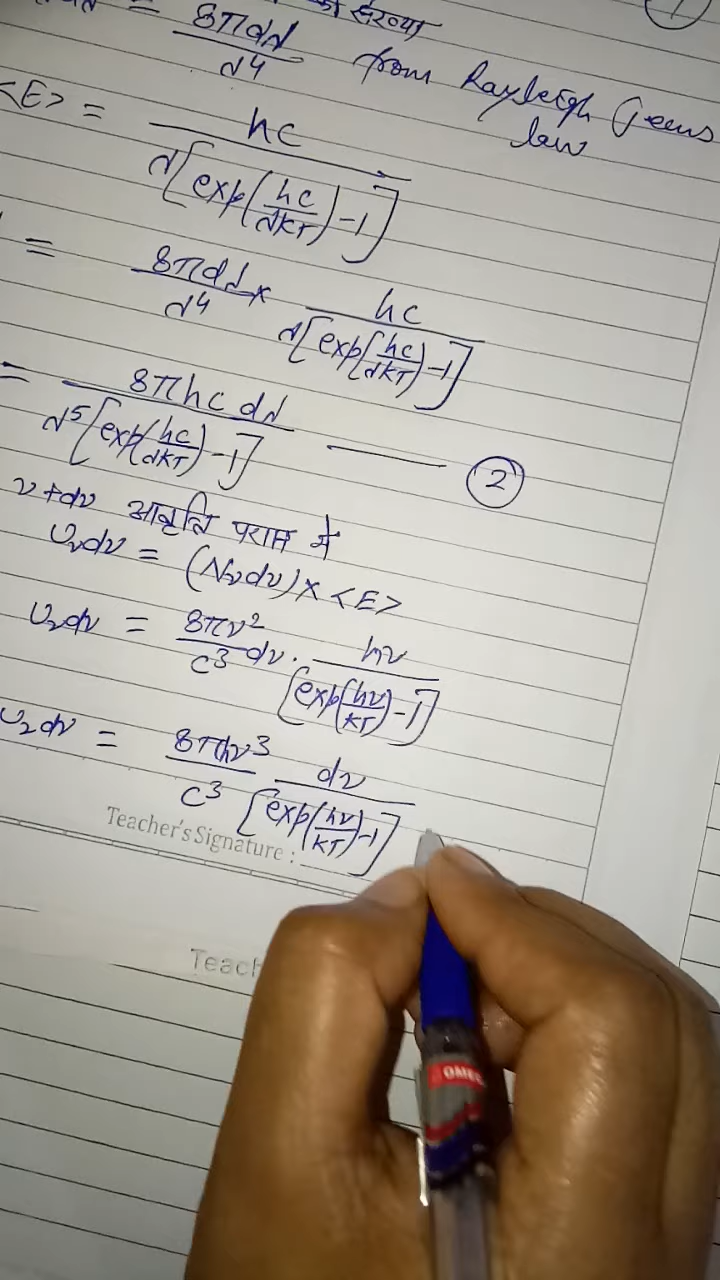 = 8πdλ/λ⁴ from Rayleigh Jeens law
<E> = hc/λ[exp(hc/λKT)-1]
= 8πdλ/λ⁴ × hc/λ[exp(hc/λKT)-1]
= 8πhc dλ/λ⁵[exp(hc/λKT)-1] —— 2
ν+dν आवृत्ति परास में
Uνdν = (Nνdν)×<E>
Uνdν = 8πν²/c³ dν. hν/[exp(hν/KT)-1]
Uνdν = 8πhν³/c³ dν/[exp(hν/KT)-1]
Teacher's Signature :
Teach
OME